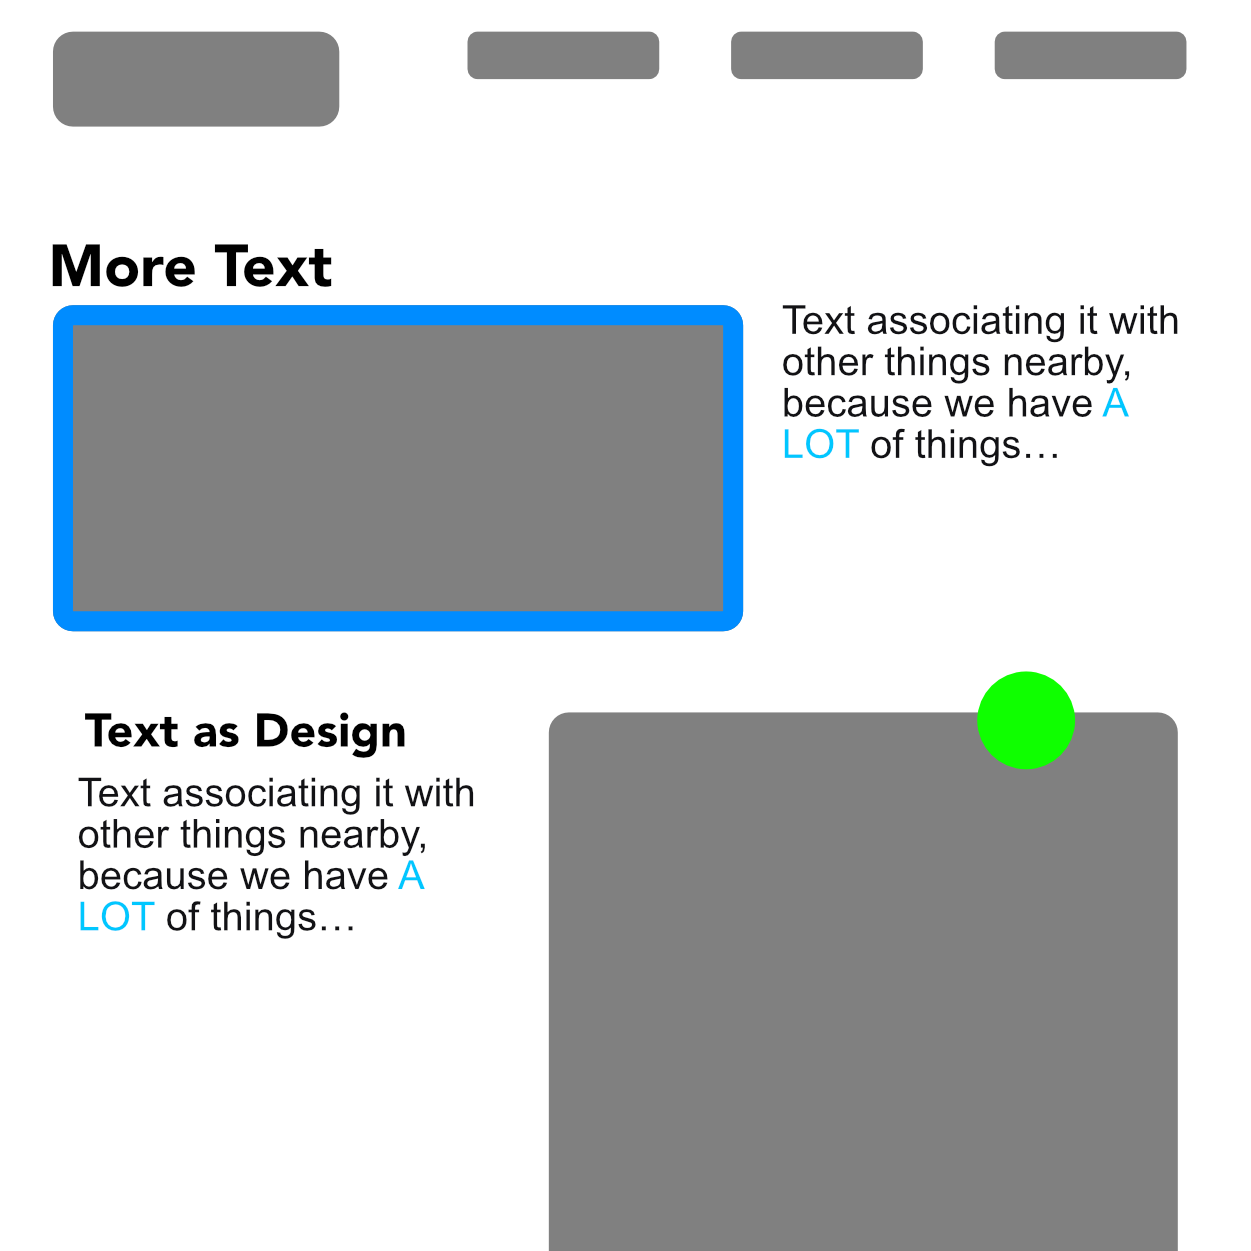 More Text
Text associating it with
other things nearby,
because we have A
LOT of things…
Text as Design
Text associating it with
other things nearby,
because we have A
LOT of things…